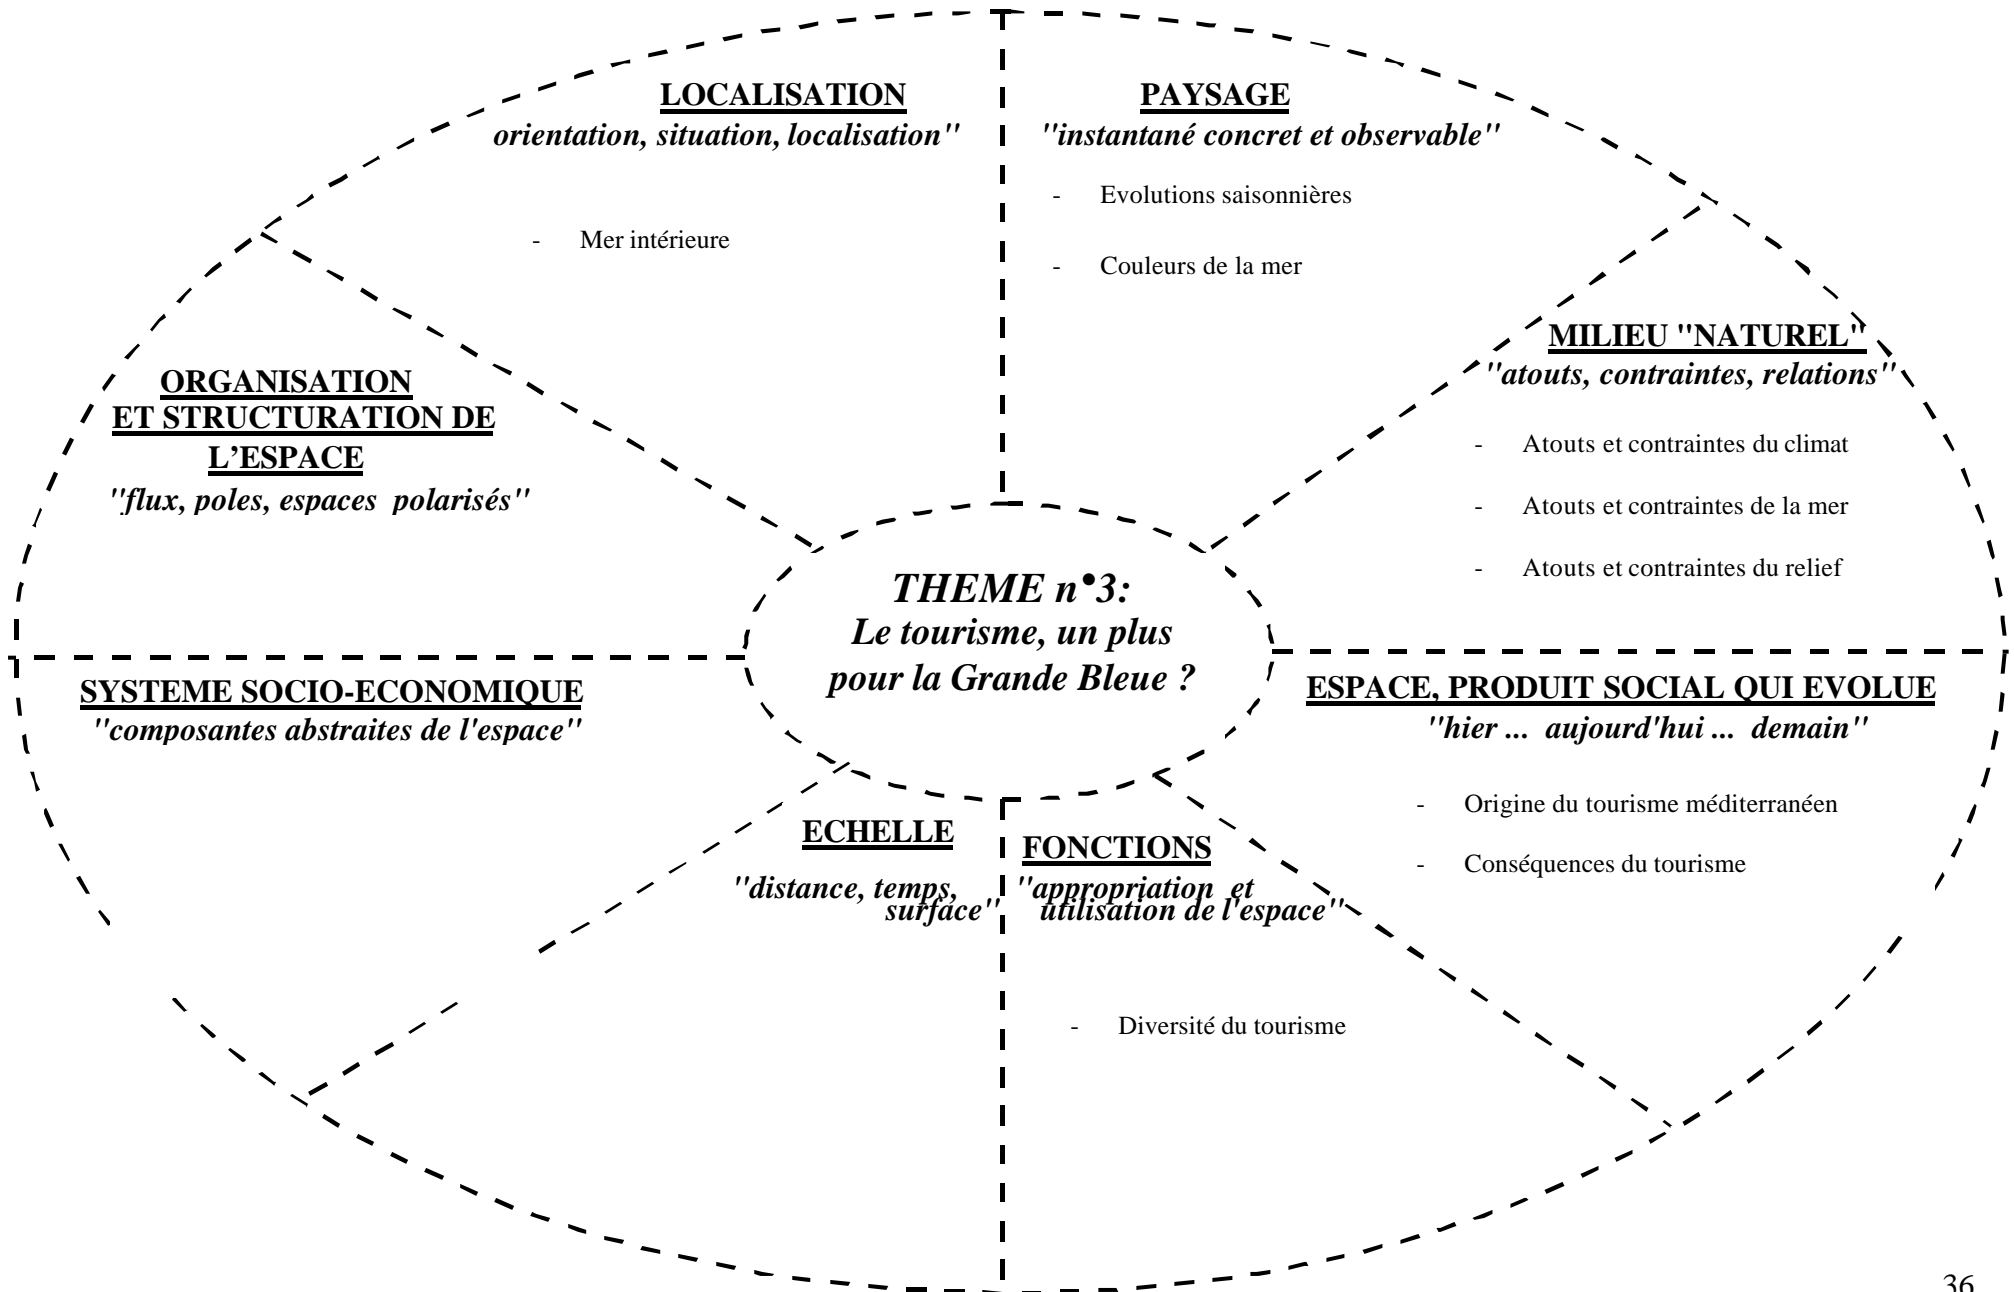 LOCALISATION
orientation, situation, localisation"
- Mer intérieure
PAYSAGE
"instantané concret et observable"
- Evolutions saisonnières
- Couleurs de la mer
MILIEU "NATUREL"
"atouts, contraintes, relations"
- Atouts et contraintes du climat
- Atouts et contraintes de la mer
- Atouts et contraintes du relief
ORGANISATION
ET STRUCTURATION DE
L’ESPACE
"flux, poles, espaces polarisés"
THEME n°3:
Le tourisme, un plus
pour la Grande Bleue ?
SYSTEME SOCIO-ECONOMIQUE
"composantes abstraites de l'espace"
ESPACE, PRODUIT SOCIAL QUI EVOLUE
"hier ... aujourd'hui ... demain"
- Origine du tourisme méditerranéen
- Conséquences du tourisme
ECHELLE
"distance, temps,
surface"
FONCTIONS
"appropriation et
utilisation de l'espace"
- Diversité du tourisme
36